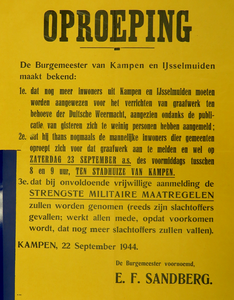 OPROEPING
De Burgemeester van Kampen en IJsselmuiden
maakt bekend:
1e. dat nog meer inwoners uit Kampen en IJsselmuiden moeten
worden aangewezen voor het verrichten van graafwerk ten
behoeve der Duitsche Weermacht, aangezien ondanks de publi-
catie van gisteren zich te weinig personen hebben aangemeld;
2e. dat hij thans nogmaals de mannelijke inwoners dier gemeenten
oproept zich voor dat graafwerk aan te melden en wel op
ZATERDAG 23 SEPTEMBER a.s. des voormiddags tusschen
8 en 9 uur, TEN STADHUIZE VAN KAMPEN.
3e. dat bij onvoldoende vrijwillige aanmelding de
STRENGSTE MILITAIRE MAATREGELEN
zullen worden genomen (reeds zijn slachtoffers
gevallen; werkt allen mede, opdat voorkomen
wordt, dat nog meer slachtoffers zullen vallen).
KAMPEN, 22 September 1944.
De Burgemeester voornoemd,
E. F. SANDBERG.